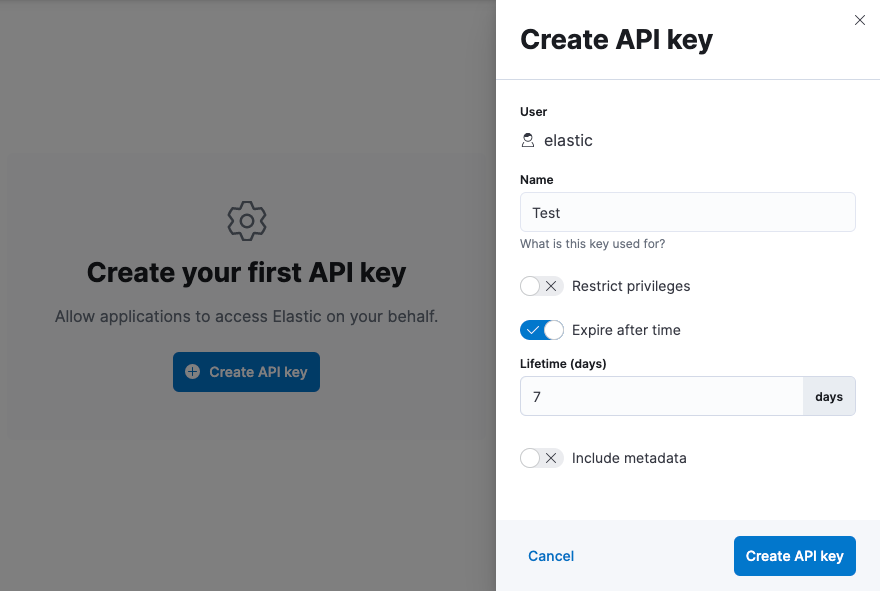 Create your first API key
Allow applications to access Elastic on your behalf.
Create API key
Create API key
User
elastic
Name
Test
What is this key used for?
Restrict privileges
Expire after time
Lifetime (days)
7 days
Include metadata
Cancel Create API key